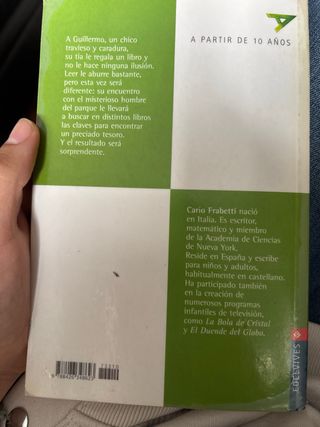 A PARTIR DE 10 AÑOS
A Guillermo, un chico
travieso y caradura,
su tía le regala un libro y
no le hace ninguna ilusión.
Leer le aburre bastante,
pero esta vez será
diferente: su encuentro
con el misterioso hombre
del parque le llevará
a buscar en distintos libros
las claves para encontrar
un preciado tesoro.
Y el resultado será
sorprendente.
Carlo Frabetti nació
en Italia. Es escritor,
matemático y miembro
de la Academia de Ciencias
de Nueva York.
Reside en España y escribe
para niños y adultos,
habitualmente en castellano.
Ha participado también
en la creación de
numerosos programas
infantiles de televisión,
como La Bola de Cristal
y El Duende del Globo.
EDELVIVES